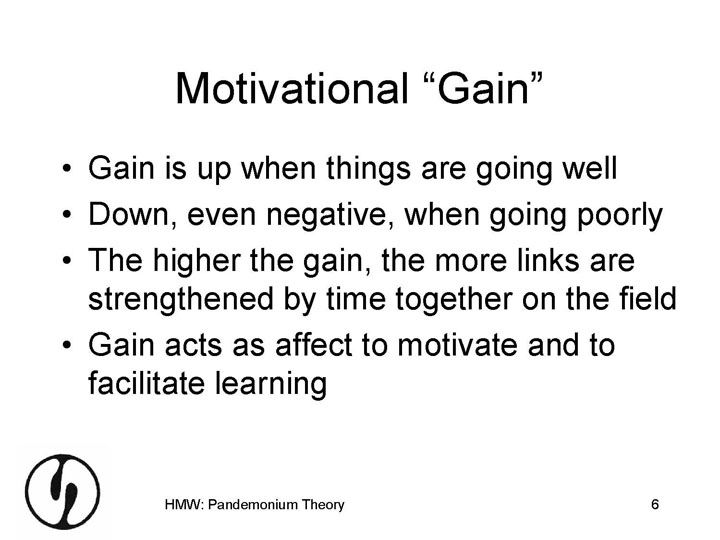 Motivational “Gain”
• Gain is up when things are going well
• Down, even negative, when going poorly
• The higher the gain, the more links are
strengthened by time together on the field
• Gain acts as affect to motivate and to
facilitate learning
HMW: Pandemonium Theory
6